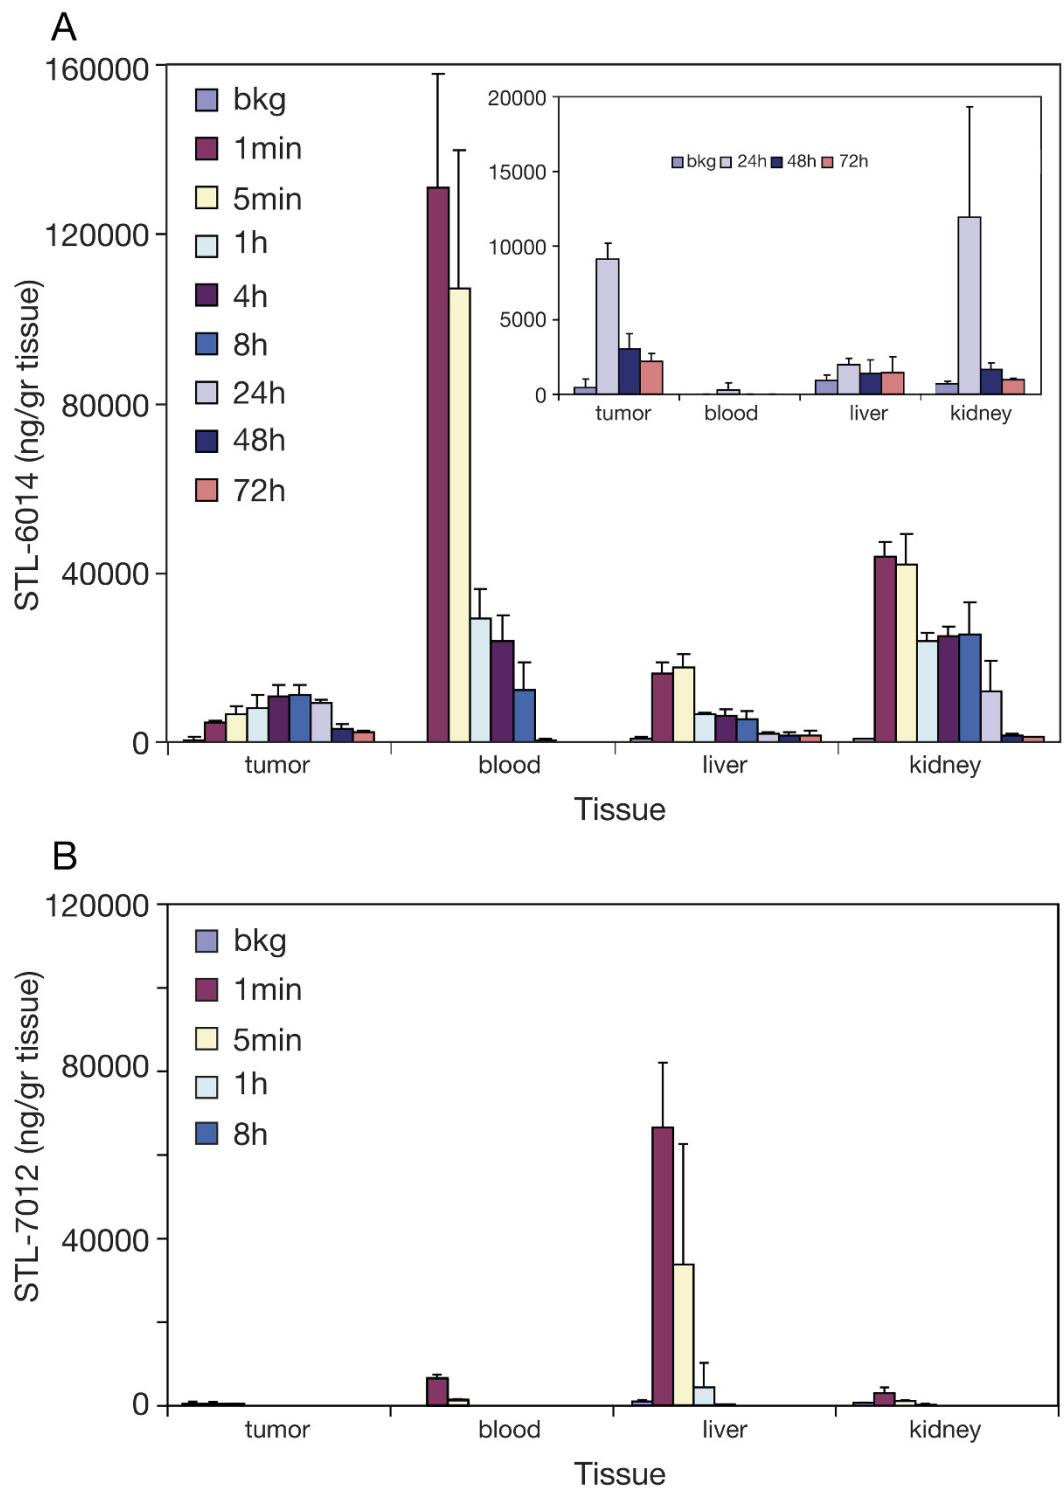 A
STL-6014 (ng/gr tissue)
160000
120000
80000
40000
0
bkg
1min
5min
1h
4h
8h
24h
48h
72h
20000
15000
10000
5000
0
bkg 24h 48h 72h
tumor blood liver kidney
tumor blood liver kidney
Tissue
B
STL-7012 (ng/gr tissue)
120000
80000
40000
0
bkg
1min
5min
1h
8h
tumor blood liver kidney
Tissue